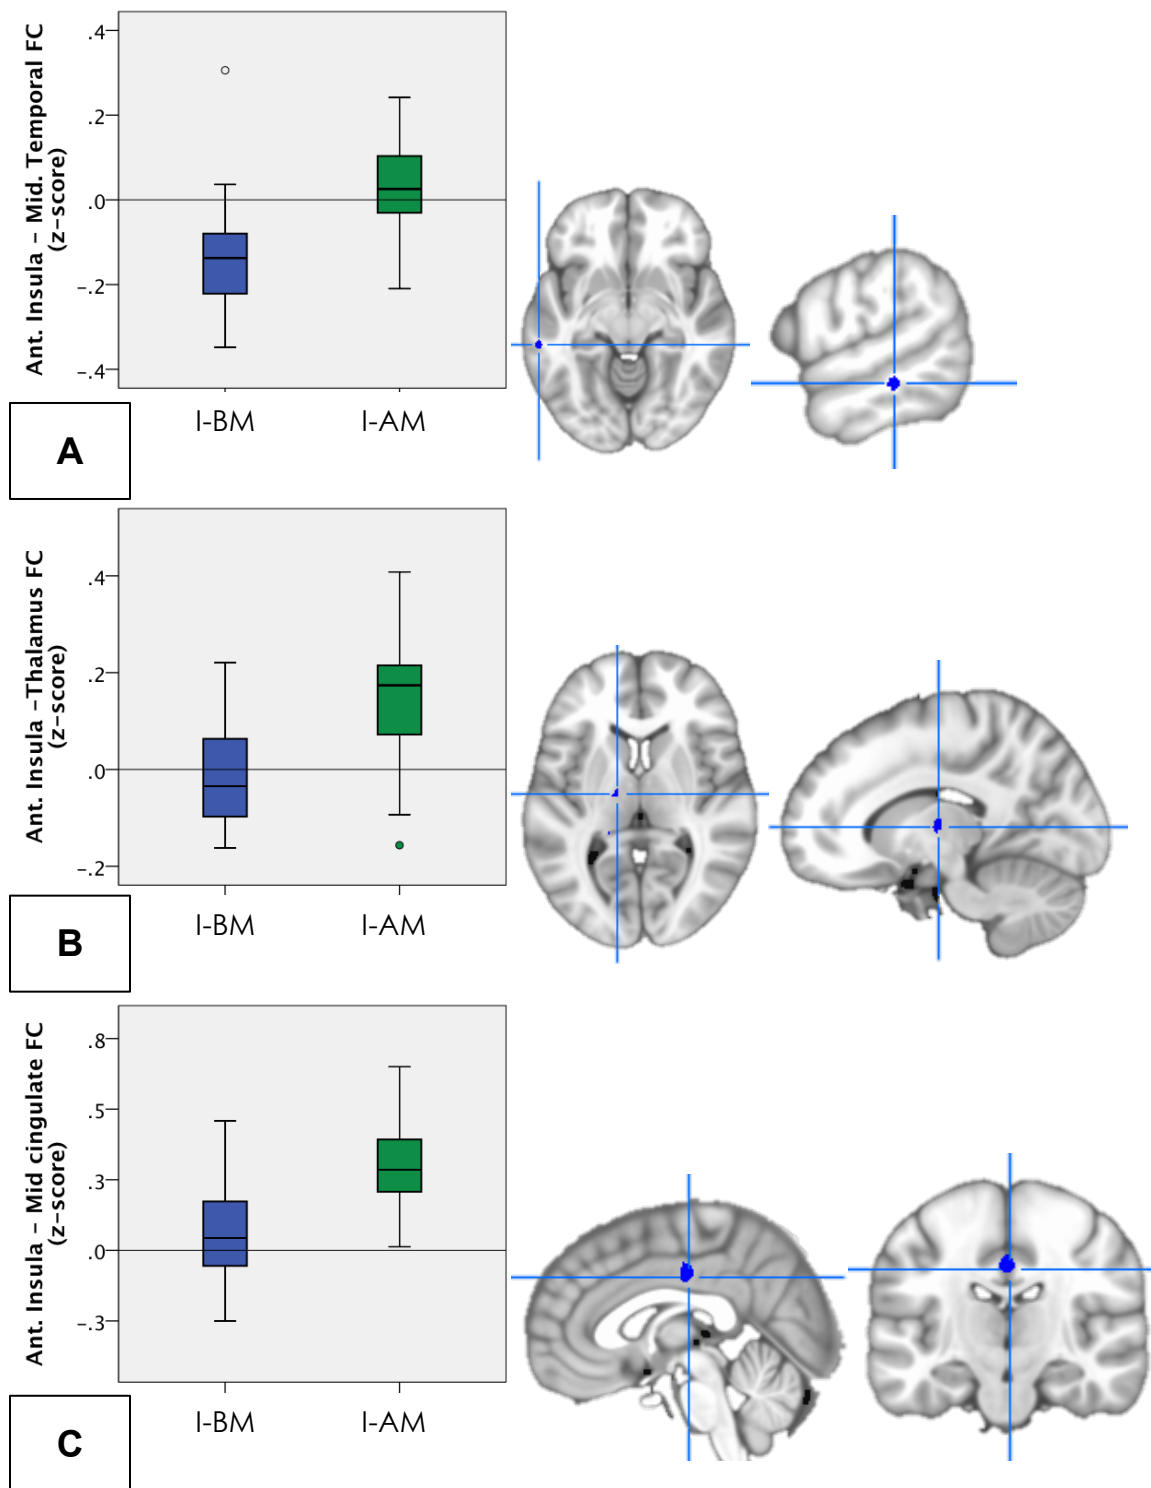 Ant. Insula – Mid. Temporal FC
(z-score)
.4
.2
.0
-.2
-.4
I-BM
I-AM
A
Ant. Insula -Thalamus FC
(z-score)
.4
.2
.0
-.2
I-BM
I-AM
B
Ant. Insula – Mid cingulate FC
(z-score)
.8
.5
.3
.0
-.3
I-BM
I-AM
C